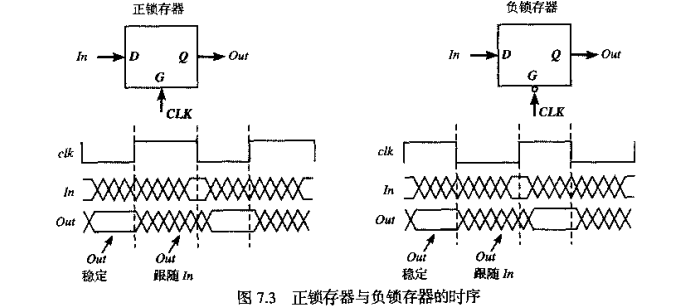 正锁存器
In D Q Out
G
CLK
clk
In
Out
Out Out
稳定 跟随 In
负锁存器
In D Q Out
G
CLK
clk
In
Out
Out Out
稳定 跟随 In
图 7.3 正锁存器与负锁存器的时序